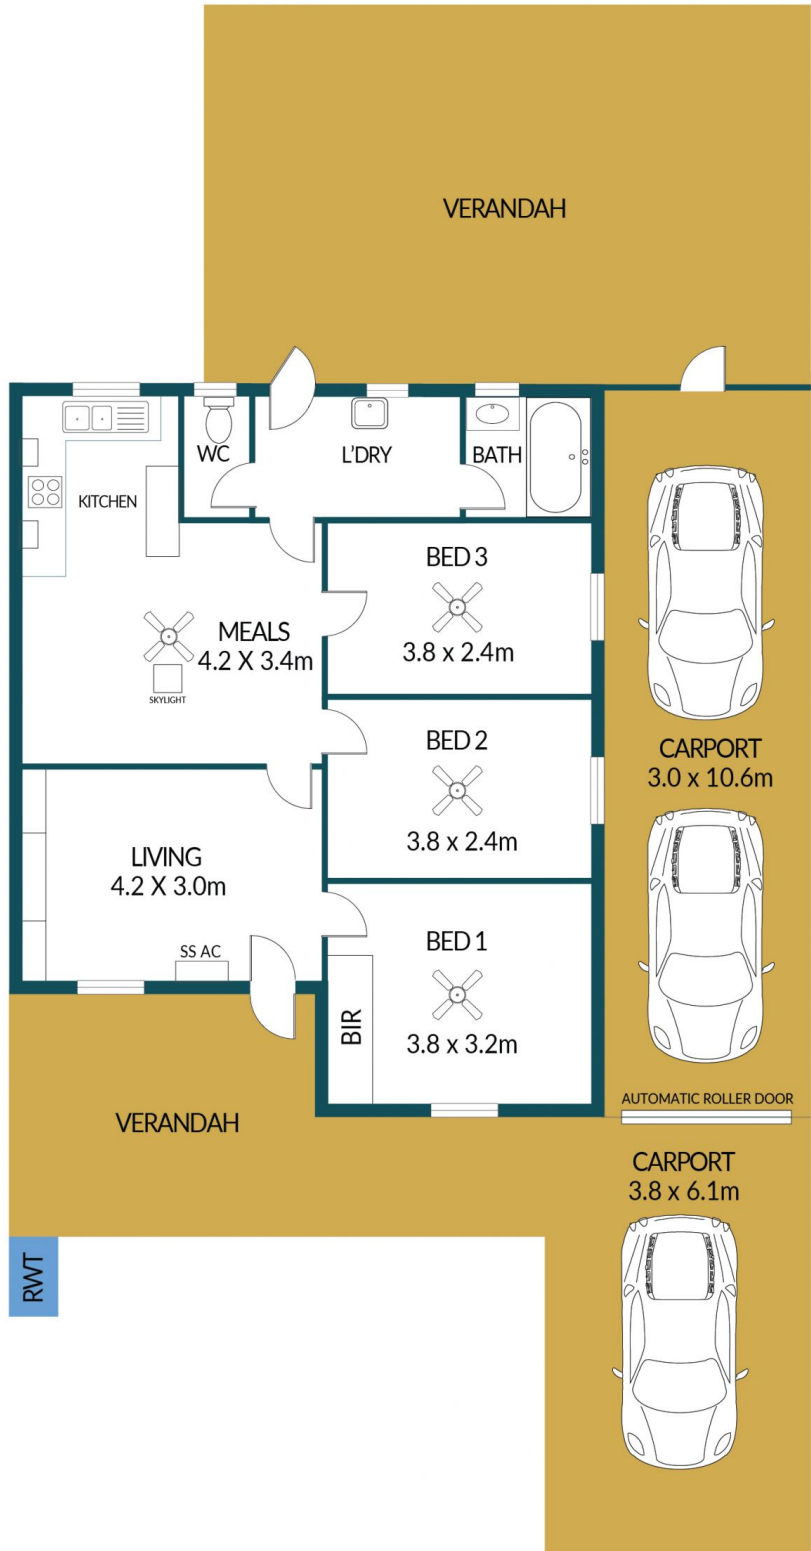 VERANDAH
WC
L'DRY
BATH
KITCHEN
BED 3
3.8 x 2.4m
MEALS
4.2 X 3.4m
SKYLIGHT
BED 2
3.8 x 2.4m
CARPORT
3.0 x 10.6m
LIVING
4.2 X 3.0m
SS AC
BED 1
3.8 x 3.2m
BIR
AUTOMATIC ROLLER DOOR
VERANDAH
CARPORT
3.8 x 6.1m
RWT